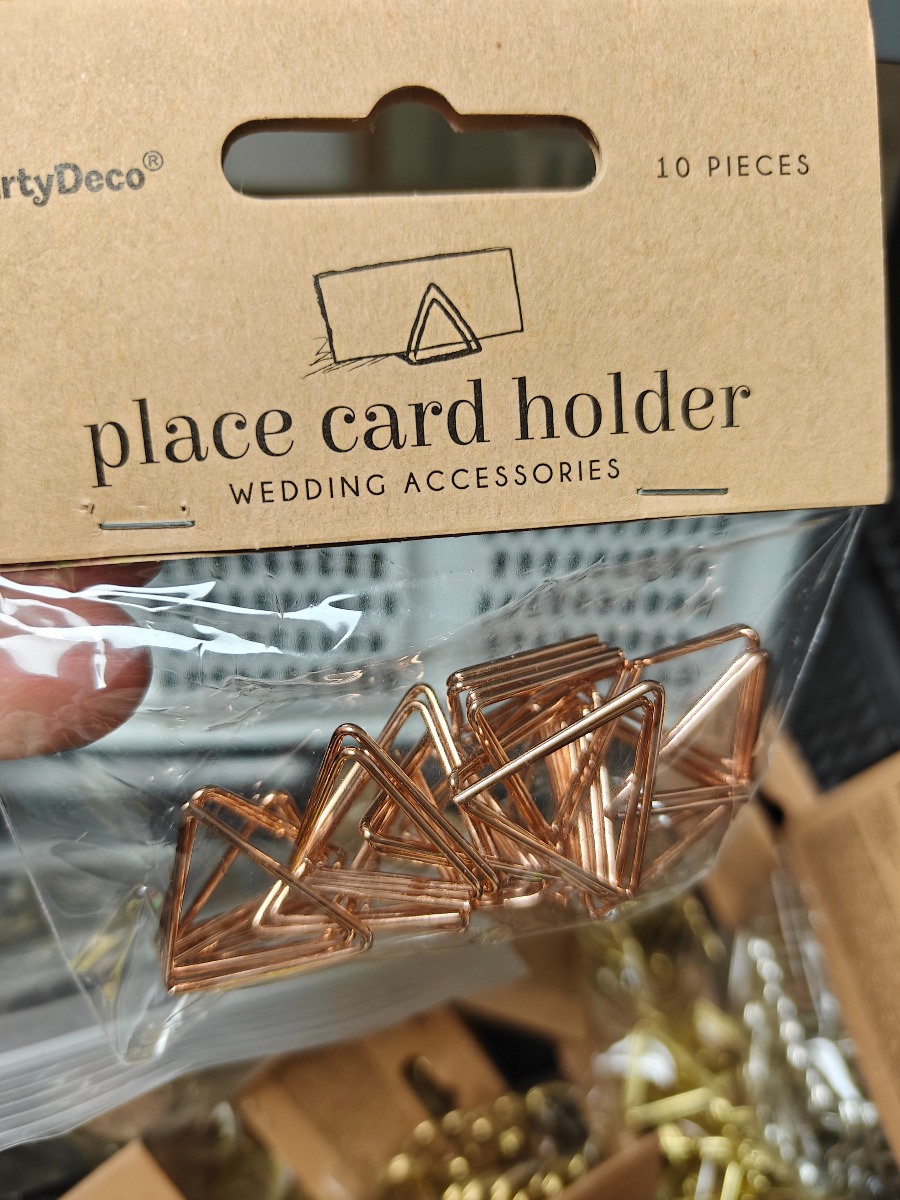 rtyDeco®
10 PIECES
place card holder
WEDDING ACCESSORIES